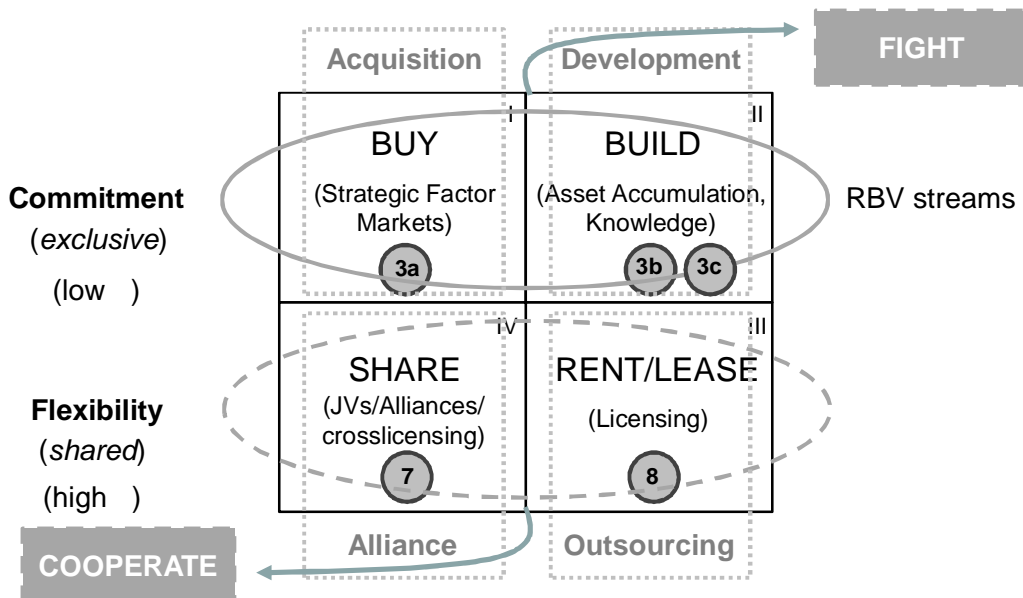 FIGHT
Acquisition
Development
I
II
BUY
BUILD
Commitment
(exclusive)
(low )
(Strategic Factor
Markets)
(Asset Accumulation,
Knowledge)
RBV streams
3a
3b
3c
IV
III
SHARE
RENT/LEASE
Flexibility
(shared)
(high )
(JVs/Alliances/
crosslicensing)
(Licensing)
7
8
COOPERATE
Alliance
Outsourcing